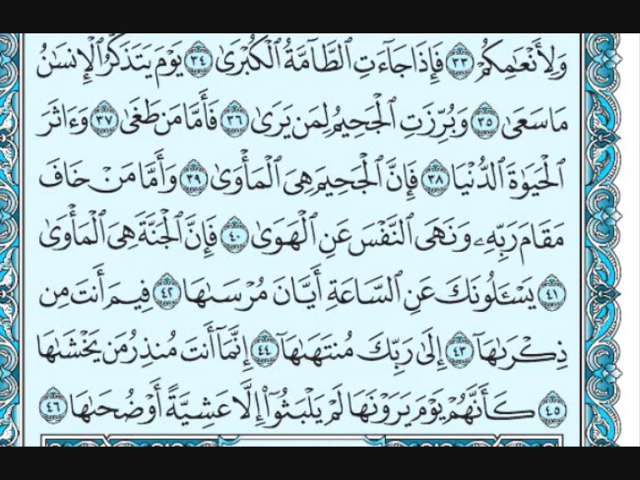 وَلِأَنْعَٰمِكُمْ ٣٣ فَإِذَا جَآءَتِ ٱلطَّآمَّةُ ٱلْكُبْرَىٰ ٣٤ يَوْمَ يَتَذَكَّرُ ٱلْإِنسَٰنُ
مَا سَعَىٰ ٣٥ وَبُرِّزَتِ ٱلْجَحِيمُ لِمَن يَرَىٰ ٣٦ فَأَمَّا مَن طَغَىٰ ٣٧ وَءَاثَرَ
ٱلْحَيَوٰةَ ٱلدُّنْيَا ٣٨ فَإِنَّ ٱلْجَحِيمَ هِىَ ٱلْمَأْوَىٰ ٣٩ وَأَمَّا مَنْ خَافَ
مَقَامَ رَبِّهِۦ وَنَهَى ٱلنَّفْسَ عَنِ ٱلْهَوَىٰ ٤٠ فَإِنَّ ٱلْجَنَّةَ هِىَ ٱلْمَأْوَىٰ
٤١ يَسْـَٔلُونَكَ عَنِ ٱلسَّاعَةِ أَيَّانَ مُرْسَىٰهَا ٤٢ فِيمَ أَنتَ مِن
ذِكْرَىٰهَآ ٤٣ إِلَىٰ رَبِّكَ مُنتَهَىٰهَآ ٤٤ إِنَّمَآ أَنتَ مُنذِرُ مَن يَخْشَىٰهَا
٤٥ كَأَنَّهُمْ يَوْمَ يَرَوْنَهَا لَمْ يَلْبَثُوٓا۟ إِلَّا عَشِيَّةً أَوْ ضُحَىٰهَا ٤٦